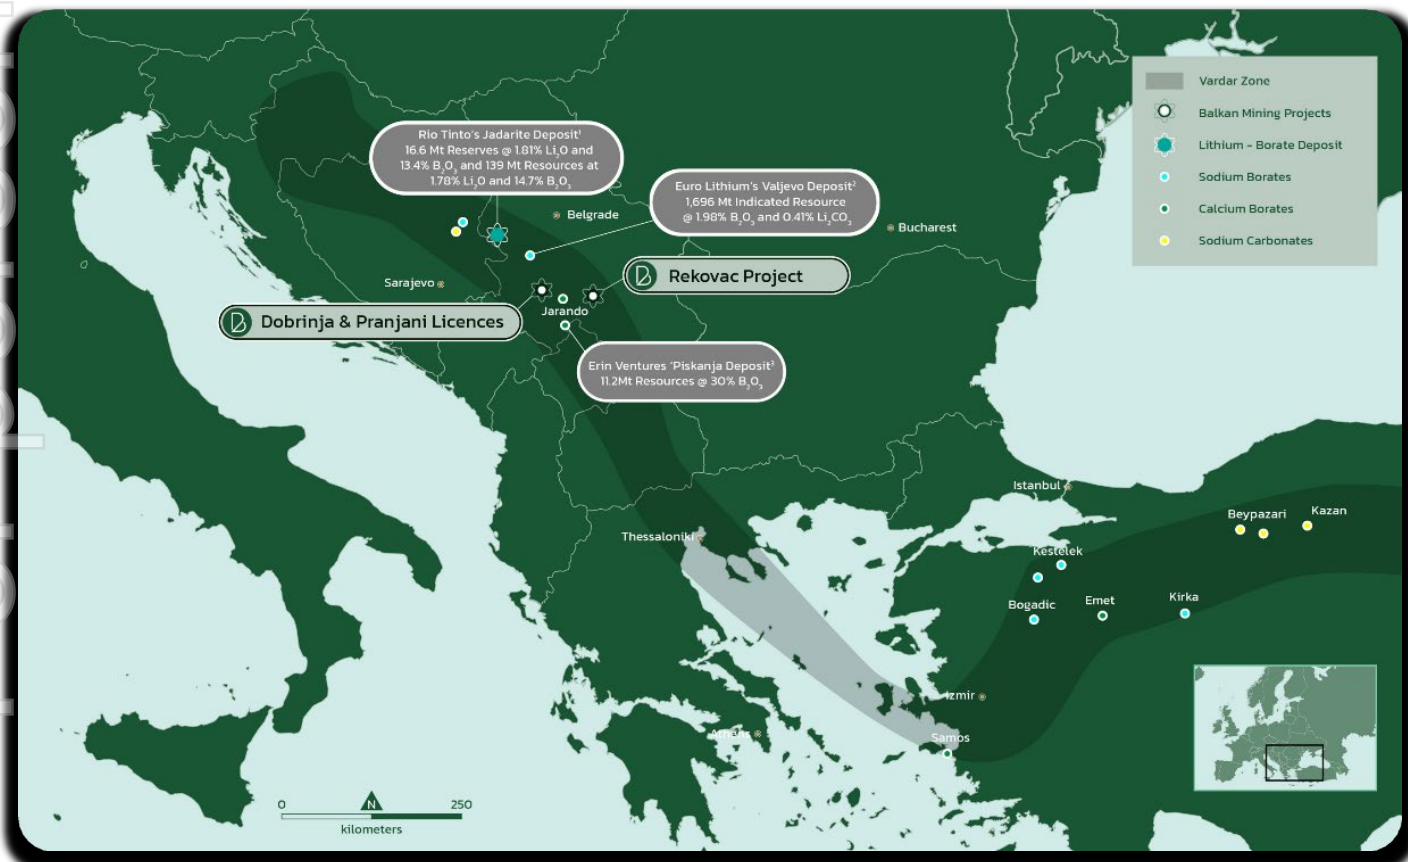 Vardar Zone
Balkan Mining Projects
Lithium - Borate Deposit
Sodium Borates
Calcium Borates
Sodium Carbonates
Rio Tinto's Jadarite Deposit¹
16.6 Mt Reserves @ 1.81% Li₂O and
13.4% B₂O₃ and 139 Mt Resources at
1.78% Li₂O and 14.7% B₂O₃
Euro Lithium's Valjevo Deposit²
1,696 Mt Indicated Resource
@ 1.98% B₂O₃ and 0.41% Li₂CO₃
Belgrade
Bucharest
Rekovac Project
Sarajevo
Jarando
Dobrinja & Pranjani Licences
Erin Ventures 'Piskanja Deposit³
11.2Mt Resources @ 30% B₂O₃
Istanbul
Beypazari
Kazan
Thessaloniki
Kestelek
Bogadic
Emet
Kirka
Izmir
Athens
Samos
0
N
250
kilometers